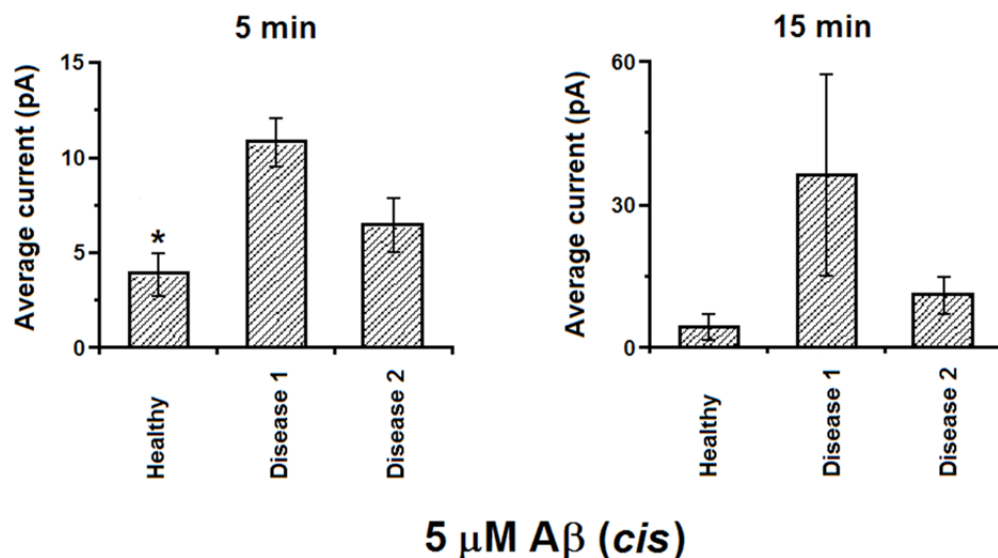 5 min
15 min
Average current (pA)
15
10
5
0
*
Healthy
Disease 1
Disease 2
Average current (pA)
60
30
0
Healthy
Disease 1
Disease 2
5 μM Aβ (cis)